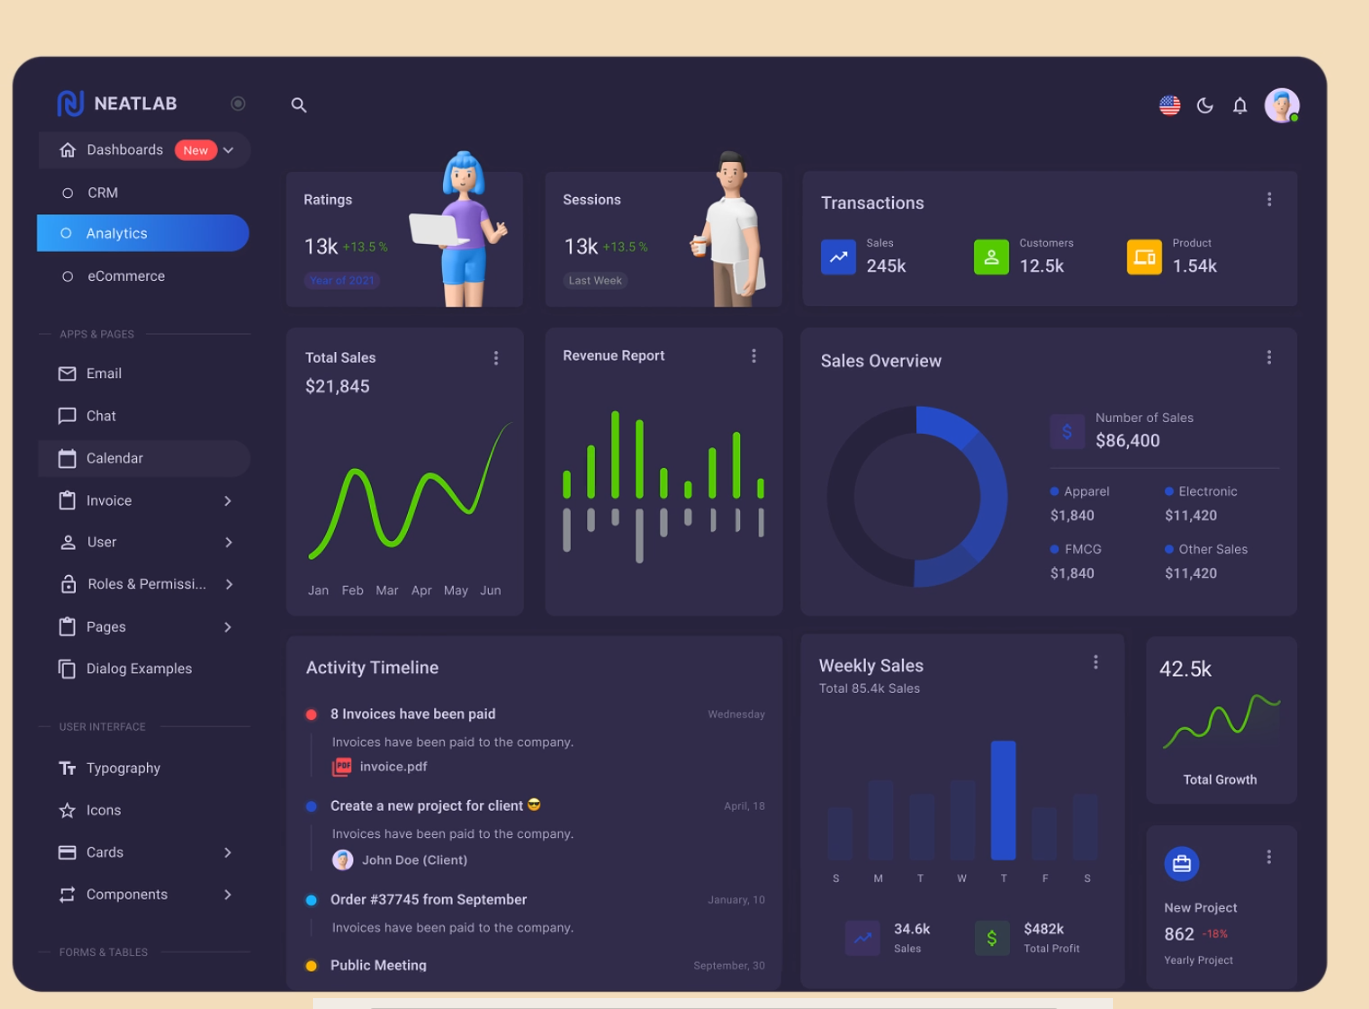 NEATLAB
Dashboards New
CRM
Analytics
eCommerce
APPS & PAGES
Email
Chat
Calendar
Invoice
User
Roles & Permissi...
Pages
Dialog Examples
USER INTERFACE
Typography
Icons
Cards
Components
FORMS & TABLES
Ratings
13k +13.5 %
Year of 2021
Sessions
13k +13.5 %
Last Week
Transactions
Sales
245k
Customers
12.5k
Product
1.54k
Total Sales
$21,845
Jan Feb Mar Apr May Jun
Revenue Report
Sales Overview
$
Number of Sales
$86,400
Apparel
$1,840
Electronic
$11,420
FMCG
$1,840
Other Sales
$11,420
Activity Timeline
8 Invoices have been paid Wednesday
Invoices have been paid to the company.
PDF invoice.pdf
Create a new project for client 😎 April, 18
Invoices have been paid to the company.
John Doe (Client)
Order #37745 from September January, 10
Invoices have been paid to the company.
Public Meeting September, 30
Weekly Sales
Total 85.4k Sales
S M T W T F S
34.6k
Sales
$
$482k
Total Profit
42.5k
Total Growth
New Project
862 -18%
Yearly Project